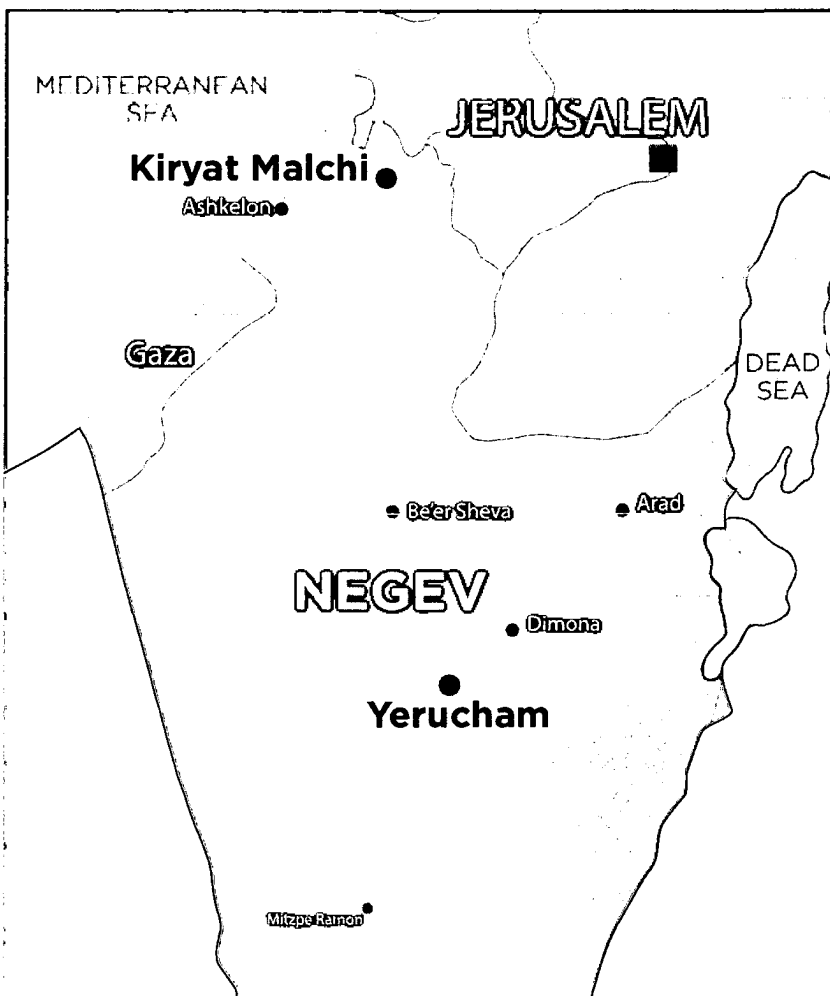 MEDITERRANEAN
SEA
JERUSALEM
Kiryat Malchi
Ashkelon
Gaza
DEAD
SEA
Be'er Sheva
Arad
NEGEV
Dimona
Yerucham
Mitzpe Ramon